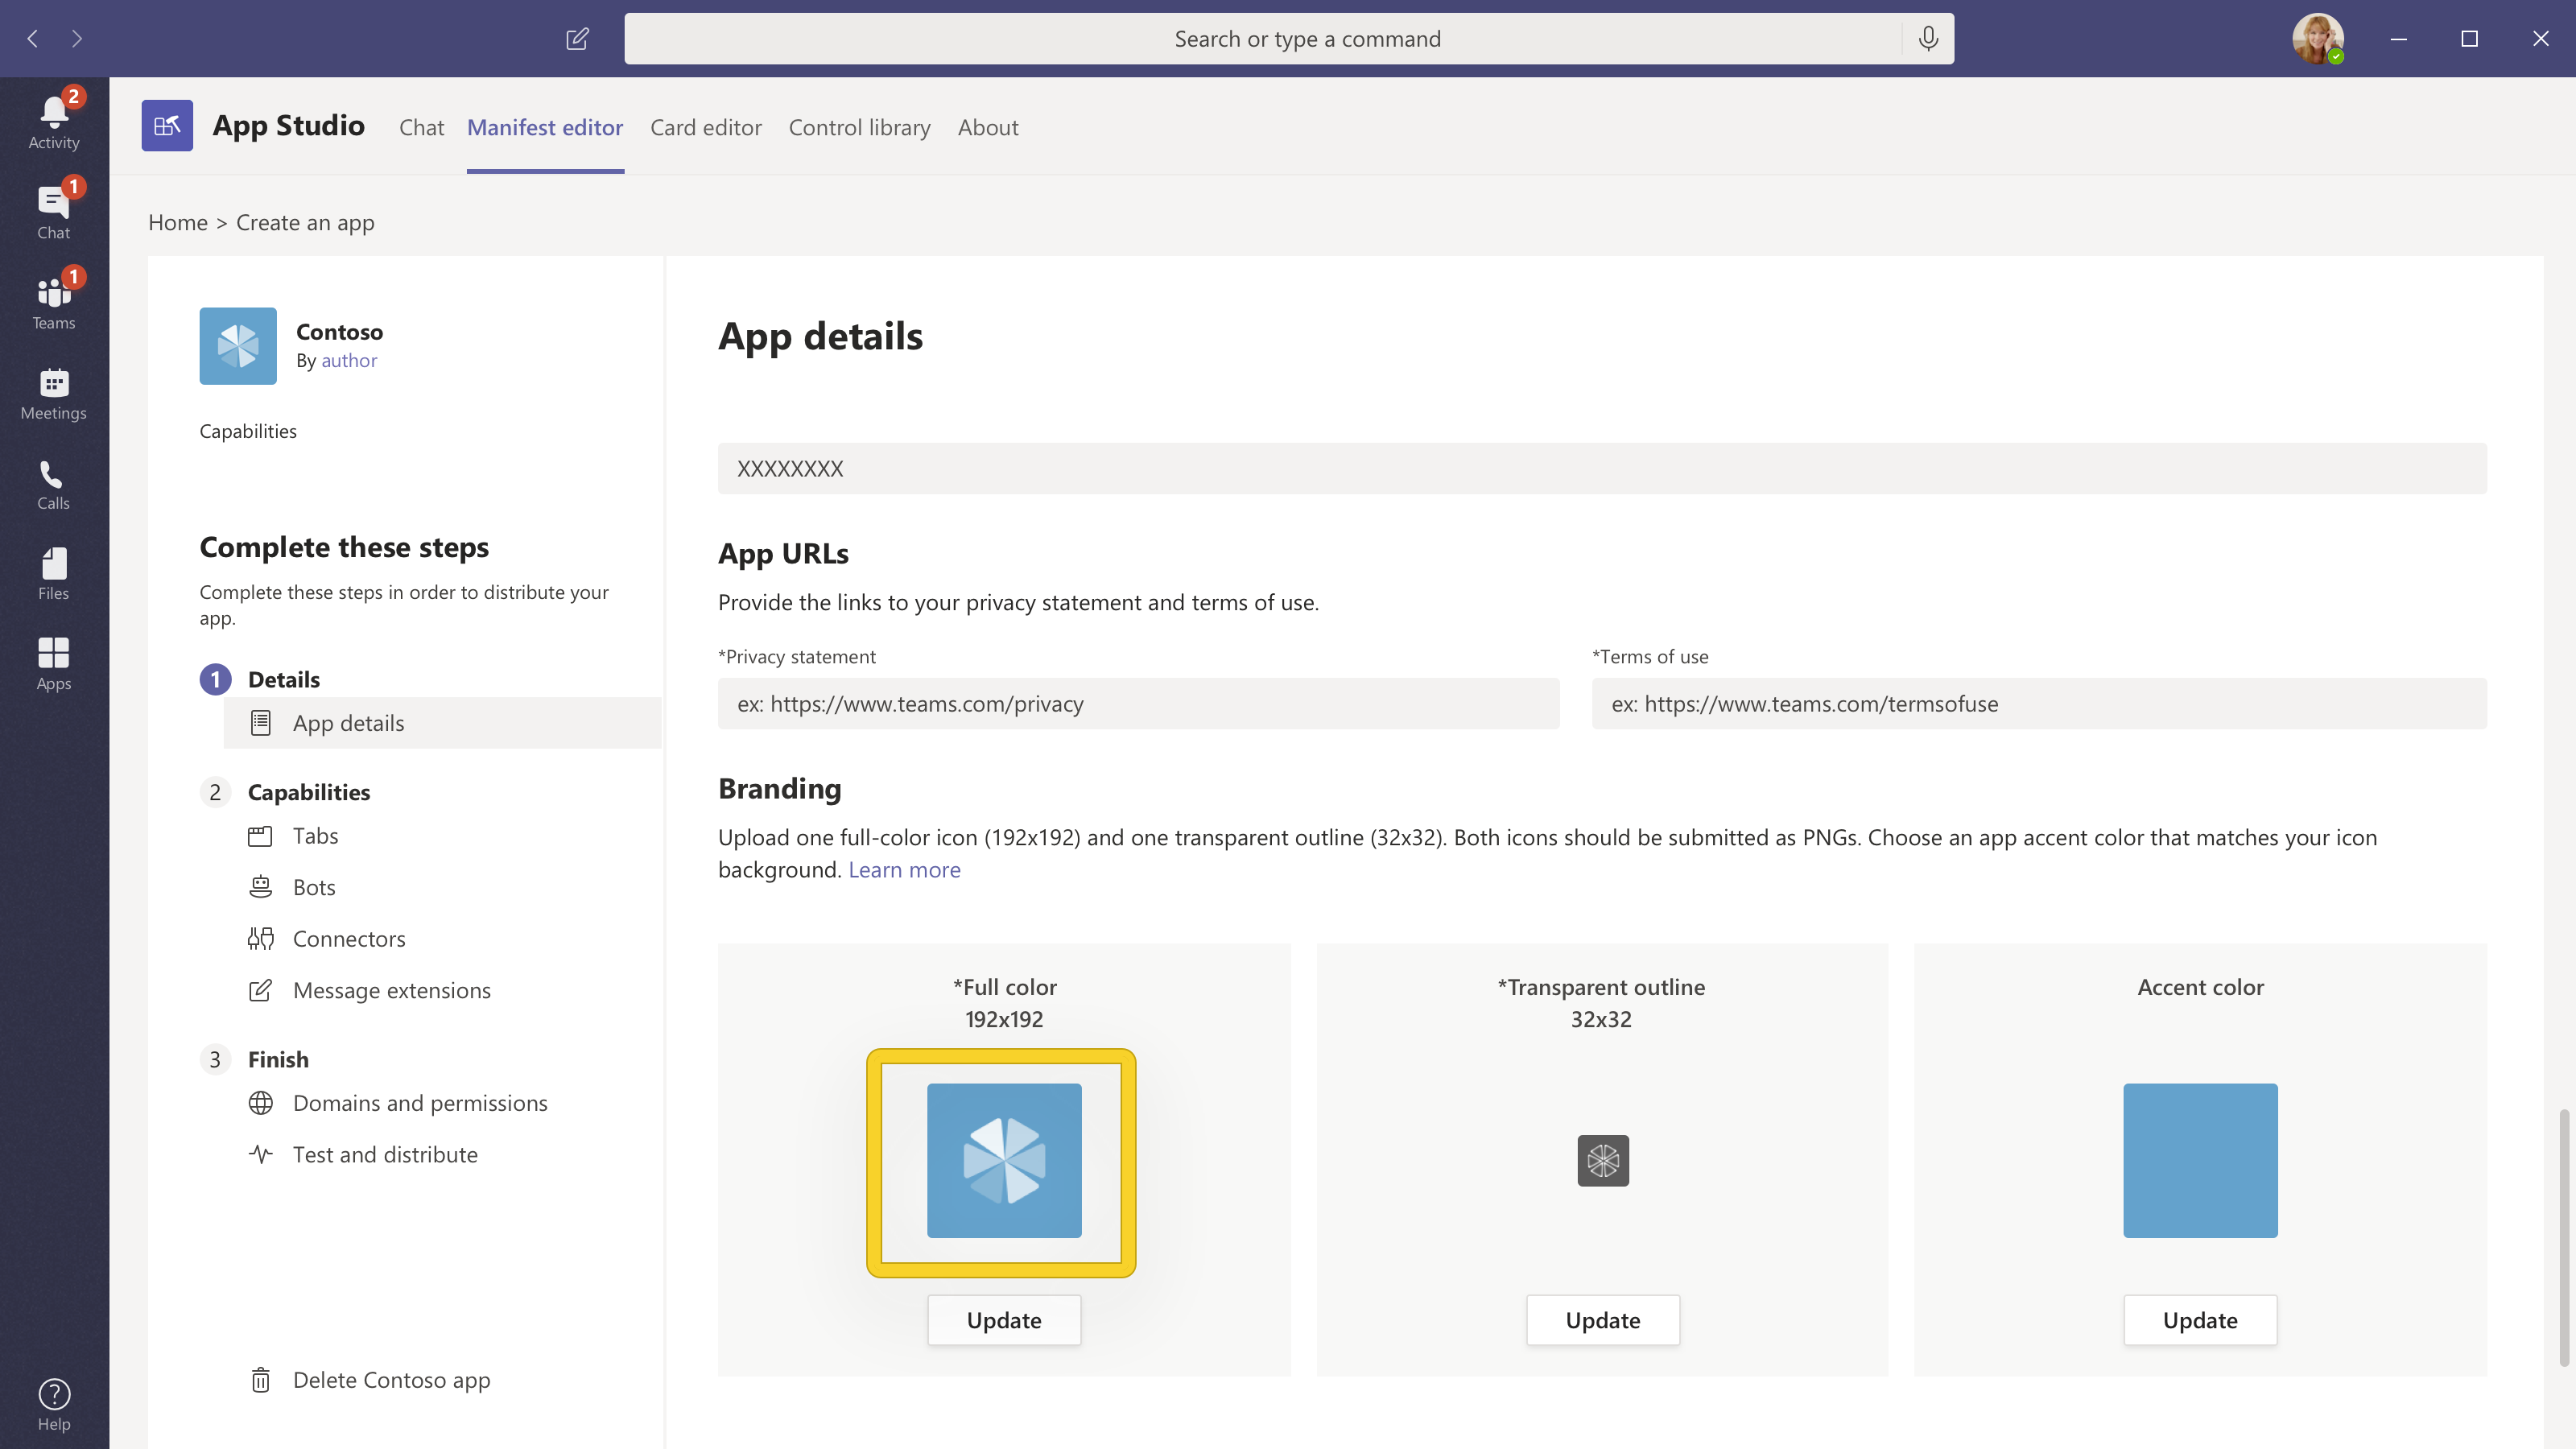 Search or type a command
2
Activity
1
Chat
1
Teams
Meetings
Calls
Files
Apps
Help
App Studio
Chat
Manifest editor
Card editor
Control library
About
Home > Create an app
Contoso
By author
Capabilities
Complete these steps
Complete these steps in order to distribute your
app.
1 Details
App details
2 Capabilities
Tabs
Bots
Connectors
Message extensions
3 Finish
Domains and permissions
Test and distribute
Delete Contoso app
App details
XXXXXXXX
App URLs
Provide the links to your privacy statement and terms of use.
*Privacy statement
ex: https://www.teams.com/privacy
*Terms of use
ex: https://www.teams.com/termsofuse
Branding
Upload one full-color icon (192x192) and one transparent outline (32x32). Both icons should be submitted as PNGs. Choose an app accent color that matches your icon
background. Learn more
*Full color
192x192
Update
*Transparent outline
32x32
Update
Accent color
Update